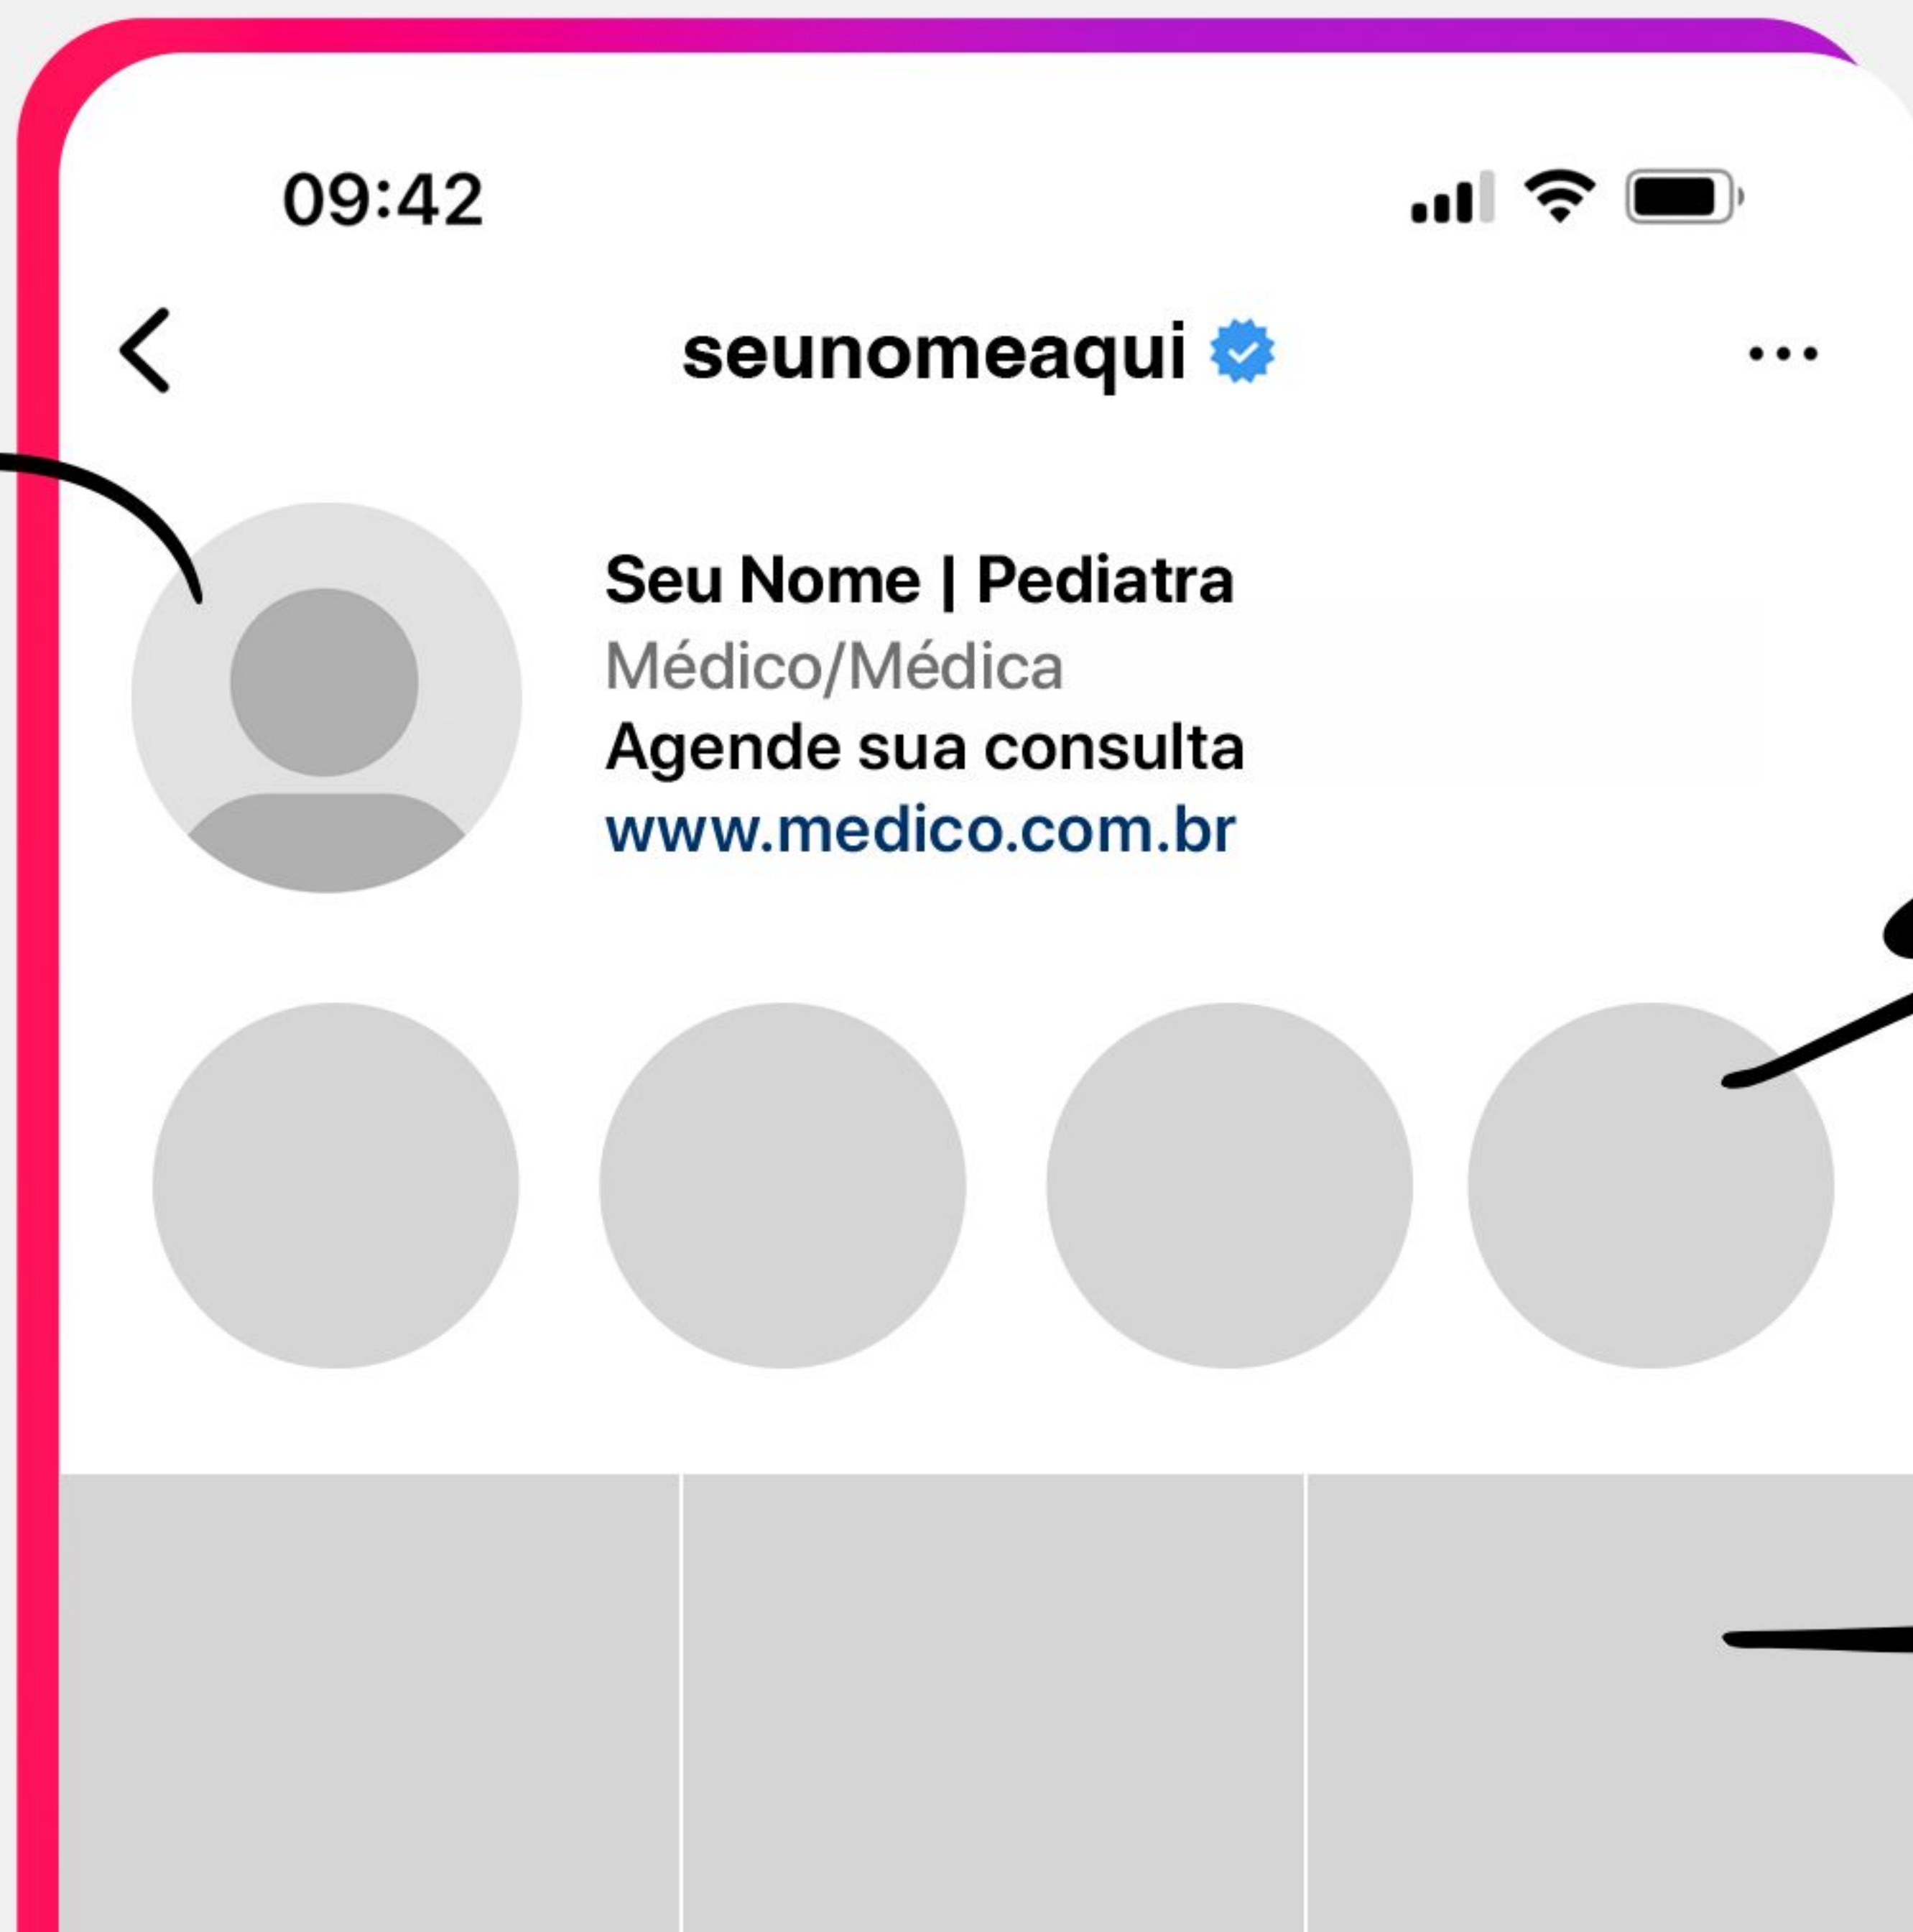 09:42
seunomeaqui
Seu Nome | Pediatra
Médico/Médica
Agende sua consulta
www.medico.com.br